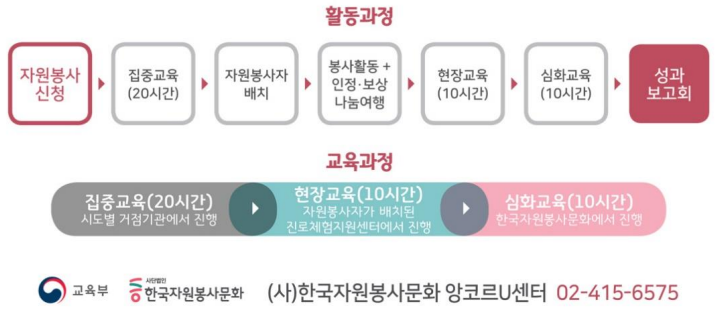 활동과정
자원봉사
신청
집중교육
(20시간)
자원봉사자
배치
봉사활동 +
인정·보상
나눔여행
현장교육
(10시간)
심화교육
(10시간)
성과
보고회
교육과정
집중교육(20시간)
시도별 거점기관에서 진행
현장교육(10시간)
자원봉사자가 배치된
진로체험지원센터에서 진행
심화교육(10시간)
한국자원봉사문화에서 진행
교육부
사단법인
한국자원봉사문화
(사)한국자원봉사문화 앙코르U센터 02-415-6575